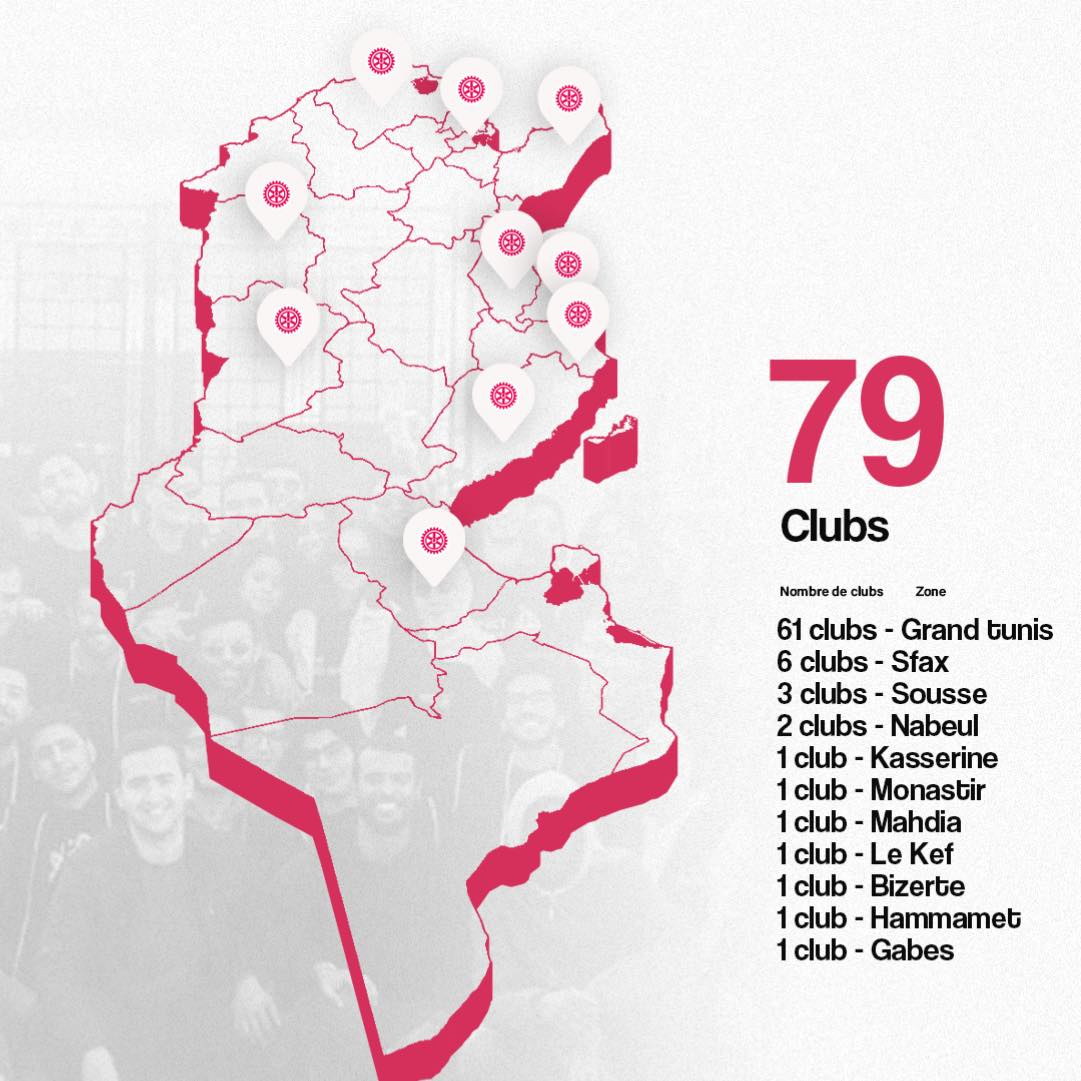 79
Clubs
Nombre de clubs Zone
61 clubs - Grand tunis
6 clubs - Sfax
3 clubs - Sousse
2 clubs - Nabeul
1 club - Kasserine
1 club - Monastir
1 club - Mahdia
1 club - Le Kef
1 club - Bizerte
1 club - Hammamet
1 club - Gabes